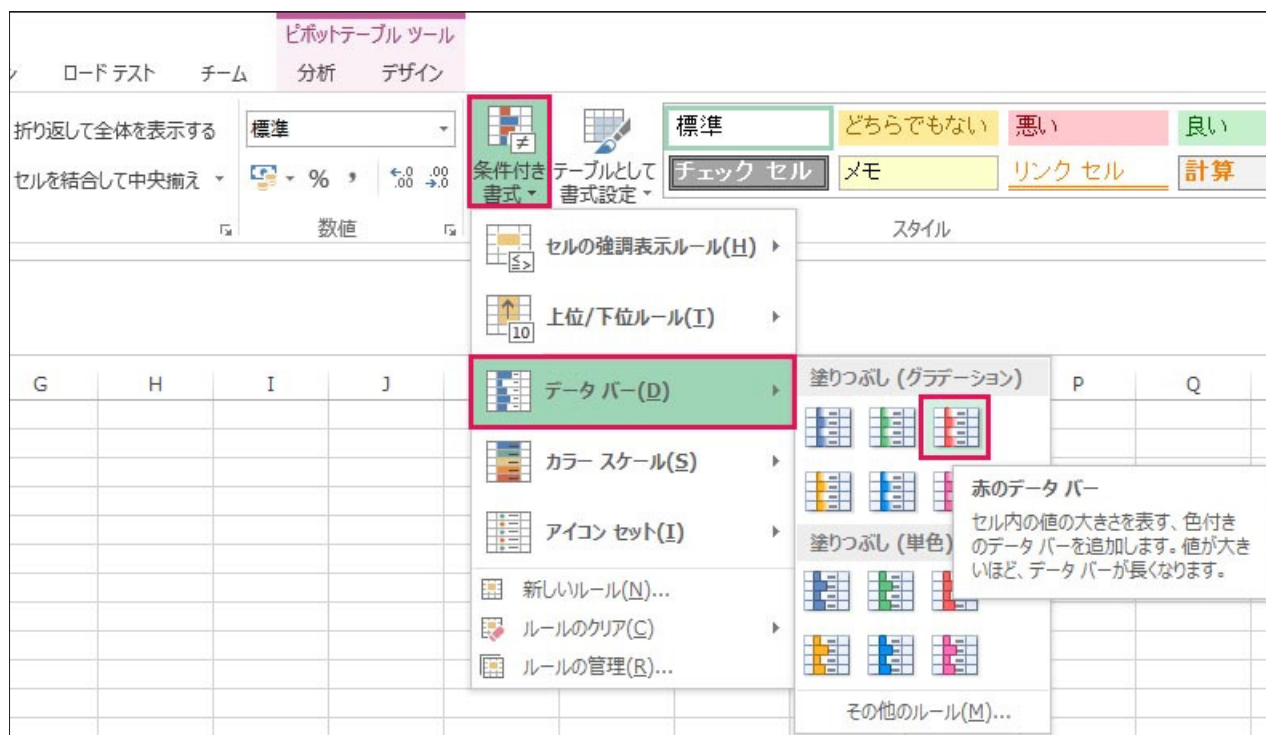 ピボットテーブル ツール
ロード テスト チーム 分析 デザイン
折り返して全体を表示する 標準
セルを結合して中央揃え % , .00 .00
条件付き書式 テーブルとして書式設定
標準 どちらでもない 悪い 良い
チェック セル メモ リンク セル 計算
数値 スタイル
セルの強調表示ルール(H)
上位/下位ルール(T)
10
データ バー(D)
カラー スケール(S)
アイコン セット(I)
新しいルール(N)...
ルールのクリア(C)
ルールの管理(R)...
G H I J P Q
塗りつぶし (グラデーション)
塗りつぶし (単色)
その他のルール(M)...
赤のデータ バー
セル内の値の大きさを表す、色付き
のデータ バーを追加します。値が大き
いほど、データ バーが長くなります。